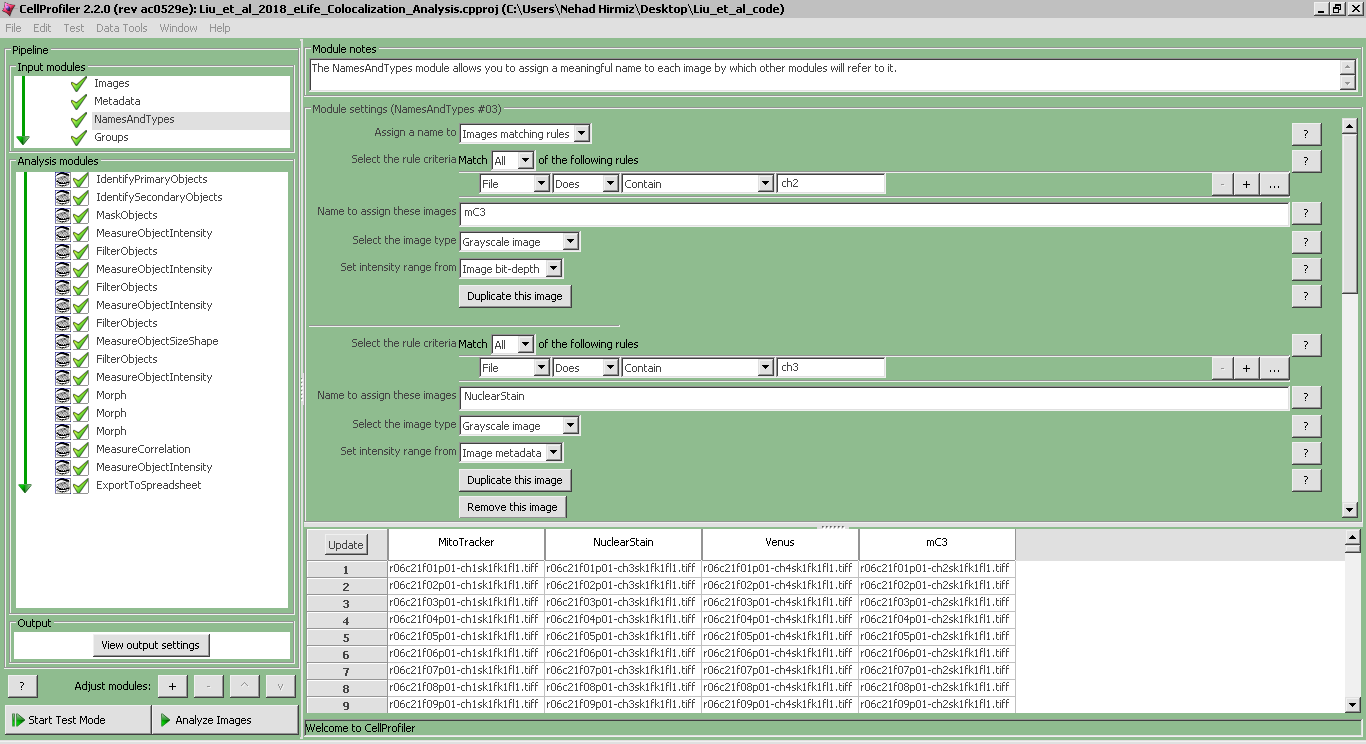 CellProfiler 2.2.0 (rev ac0529e): Liu_et_al_2018_eLife_Colocalization_Analysis.cpproj (C:\Users\Nehad Hirmiz\Desktop\Liu_et_al_code)
File Edit Test Data Tools Window Help
Pipeline
Input modules
Images
Metadata
NamesAndTypes
Groups
Analysis modules
IdentifyPrimaryObjects
IdentifySecondaryObjects
MaskObjects
MeasureObjectIntensity
FilterObjects
MeasureObjectIntensity
FilterObjects
MeasureObjectIntensity
FilterObjects
MeasureObjectSizeShape
FilterObjects
MeasureObjectIntensity
Morph
Morph
Morph
MeasureCorrelation
MeasureObjectIntensity
ExportToSpreadsheet
Output
View output settings
? Adjust modules: + - ^ v
Start Test Mode Analyze Images
Module notes
The NamesAndTypes module allows you to assign a meaningful name to each image by which other modules will refer to it.
Module settings (NamesAndTypes #03)
Assign a name to Images matching rules ?
Select the rule criteria Match All of the following rules ?
File Does Contain ch2 - + ...
Name to assign these images mC3 ?
Select the image type Grayscale image ?
Set intensity range from Image bit-depth ?
Duplicate this image ?
Select the rule criteria Match All of the following rules ?
File Does Contain ch3 - + ...
Name to assign these images NuclearStain ?
Select the image type Grayscale image ?
Set intensity range from Image metadata ?
Duplicate this image ?
Remove this image
Update MitoTracker NuclearStain Venus mC3
1 r06c21f01p01-ch1sk1fk1fl1.tiff r06c21f01p01-ch3sk1fk1fl1.tiff r06c21f01p01-ch4sk1fk1fl1.tiff r06c21f01p01-ch2sk1fk1fl1.tiff
2 r06c21f02p01-ch1sk1fk1fl1.tiff r06c21f02p01-ch3sk1fk1fl1.tiff r06c21f02p01-ch4sk1fk1fl1.tiff r06c21f02p01-ch2sk1fk1fl1.tiff
3 r06c21f03p01-ch1sk1fk1fl1.tiff r06c21f03p01-ch3sk1fk1fl1.tiff r06c21f03p01-ch4sk1fk1fl1.tiff r06c21f03p01-ch2sk1fk1fl1.tiff
4 r06c21f04p01-ch1sk1fk1fl1.tiff r06c21f04p01-ch3sk1fk1fl1.tiff r06c21f04p01-ch4sk1fk1fl1.tiff r06c21f04p01-ch2sk1fk1fl1.tiff
5 r06c21f05p01-ch1sk1fk1fl1.tiff r06c21f05p01-ch3sk1fk1fl1.tiff r06c21f05p01-ch4sk1fk1fl1.tiff r06c21f05p01-ch2sk1fk1fl1.tiff
6 r06c21f06p01-ch1sk1fk1fl1.tiff r06c21f06p01-ch3sk1fk1fl1.tiff r06c21f06p01-ch4sk1fk1fl1.tiff r06c21f06p01-ch2sk1fk1fl1.tiff
7 r06c21f07p01-ch1sk1fk1fl1.tiff r06c21f07p01-ch3sk1fk1fl1.tiff r06c21f07p01-ch4sk1fk1fl1.tiff r06c21f07p01-ch2sk1fk1fl1.tiff
8 r06c21f08p01-ch1sk1fk1fl1.tiff r06c21f08p01-ch3sk1fk1fl1.tiff r06c21f08p01-ch4sk1fk1fl1.tiff r06c21f08p01-ch2sk1fk1fl1.tiff
9 r06c21f09p01-ch1sk1fk1fl1.tiff r06c21f09p01-ch3sk1fk1fl1.tiff r06c21f09p01-ch4sk1fk1fl1.tiff r06c21f09p01-ch2sk1fk1fl1.tiff
Welcome to CellProfiler